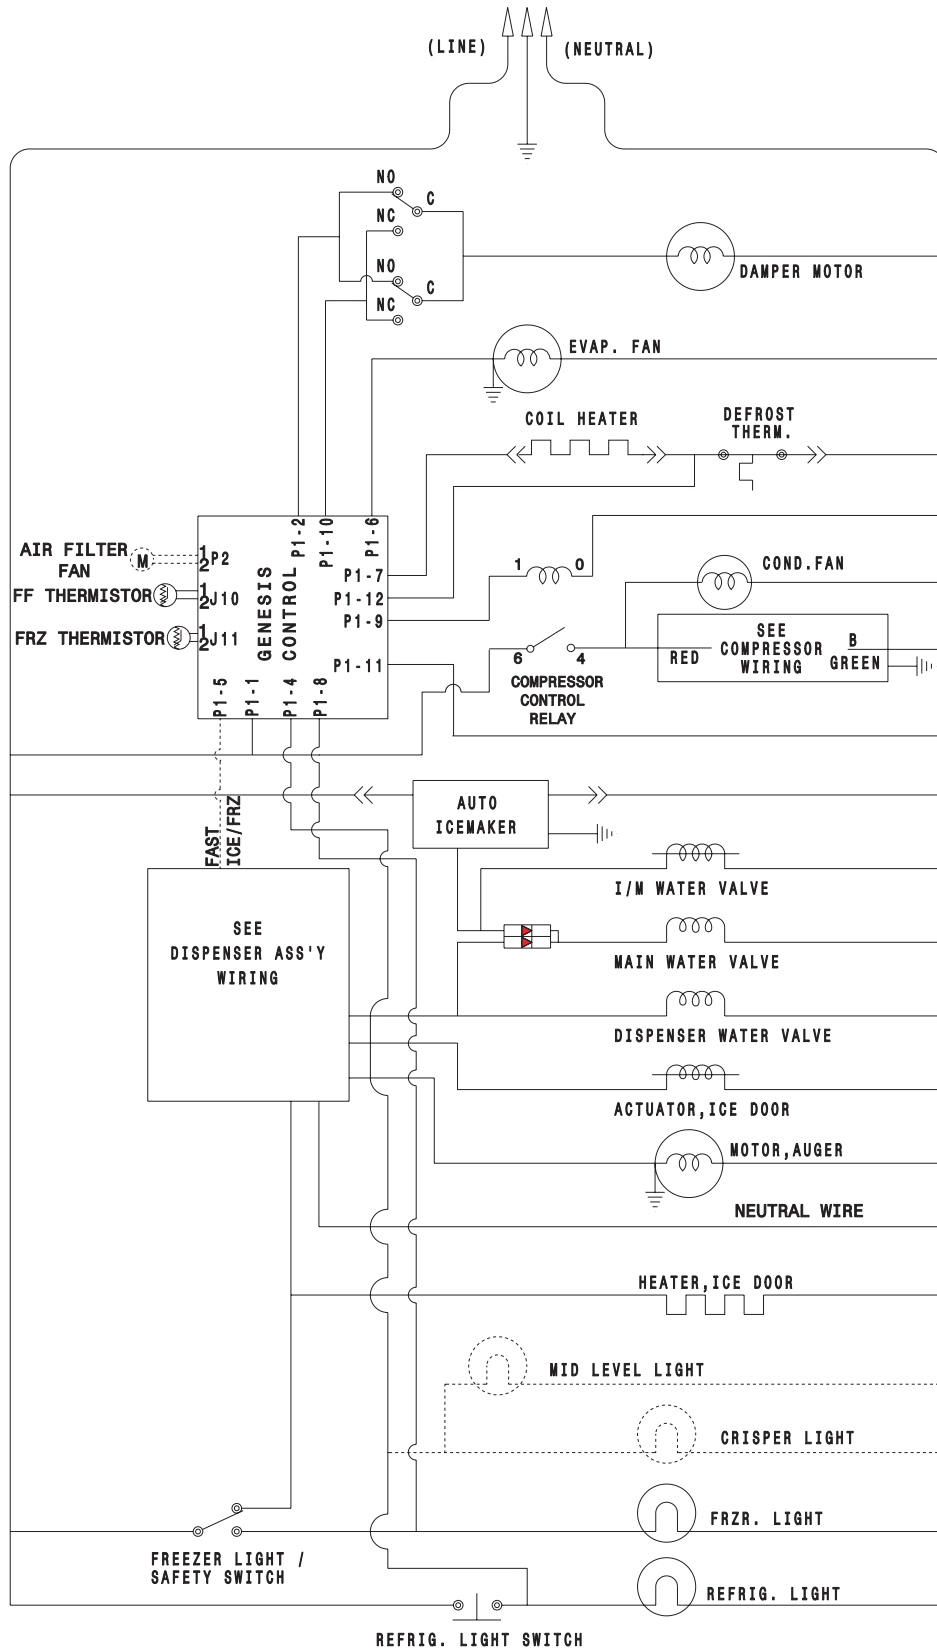 (LINE)
(NEUTRAL)
NO
C
NC
NO
C
NC
DAMPER MOTOR
EVAP. FAN
COIL HEATER
DEFROST
THERM.
AIR FILTER
FAN
M
1
2
P2
FF THERMISTOR
1
2
J10
FRZ THERMISTOR
1
2
J11
GENESIS
CONTROL
P1-2
P1-10
P1-6
P1-7
P1-12
P1-9
P1-11
P1-5
P1-1
P1-4
P1-8
1
0
COND.FAN
6
4
COMPRESSOR
CONTROL
RELAY
RED
SEE
COMPRESSOR
WIRING
B
GREEN
FAST
ICE/FRZ
AUTO
ICEMAKER
I/M WATER VALVE
SEE
DISPENSER ASS'Y
WIRING
MAIN WATER VALVE
DISPENSER WATER VALVE
ACTUATOR,ICE DOOR
MOTOR,AUGER
NEUTRAL WIRE
HEATER,ICE DOOR
MID LEVEL LIGHT
CRISPER LIGHT
FRZR. LIGHT
FREEZER LIGHT /
SAFETY SWITCH
REFRIG. LIGHT
REFRIG. LIGHT SWITCH